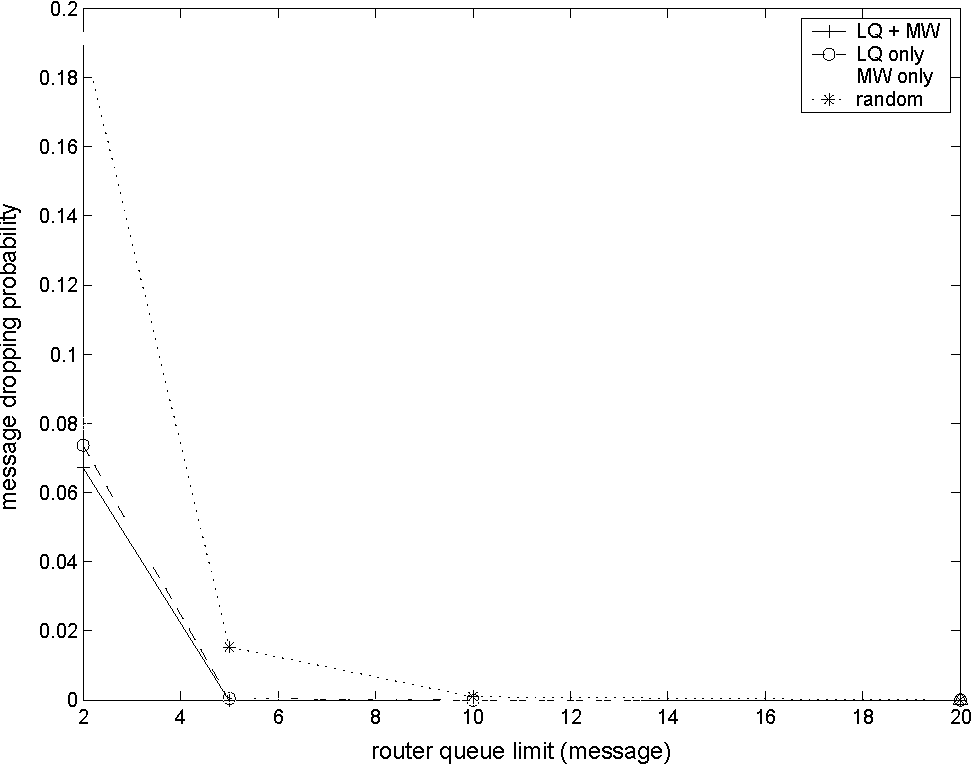 0.2
0.18
0.16
0.14
0.12
0.1
0.08
0.06
0.04
0.02
0
message dropping probability
LQ + MW
LQ only
MW only
random
2 4 6 8 10 12 14 16 18 20
router queue limit (message)